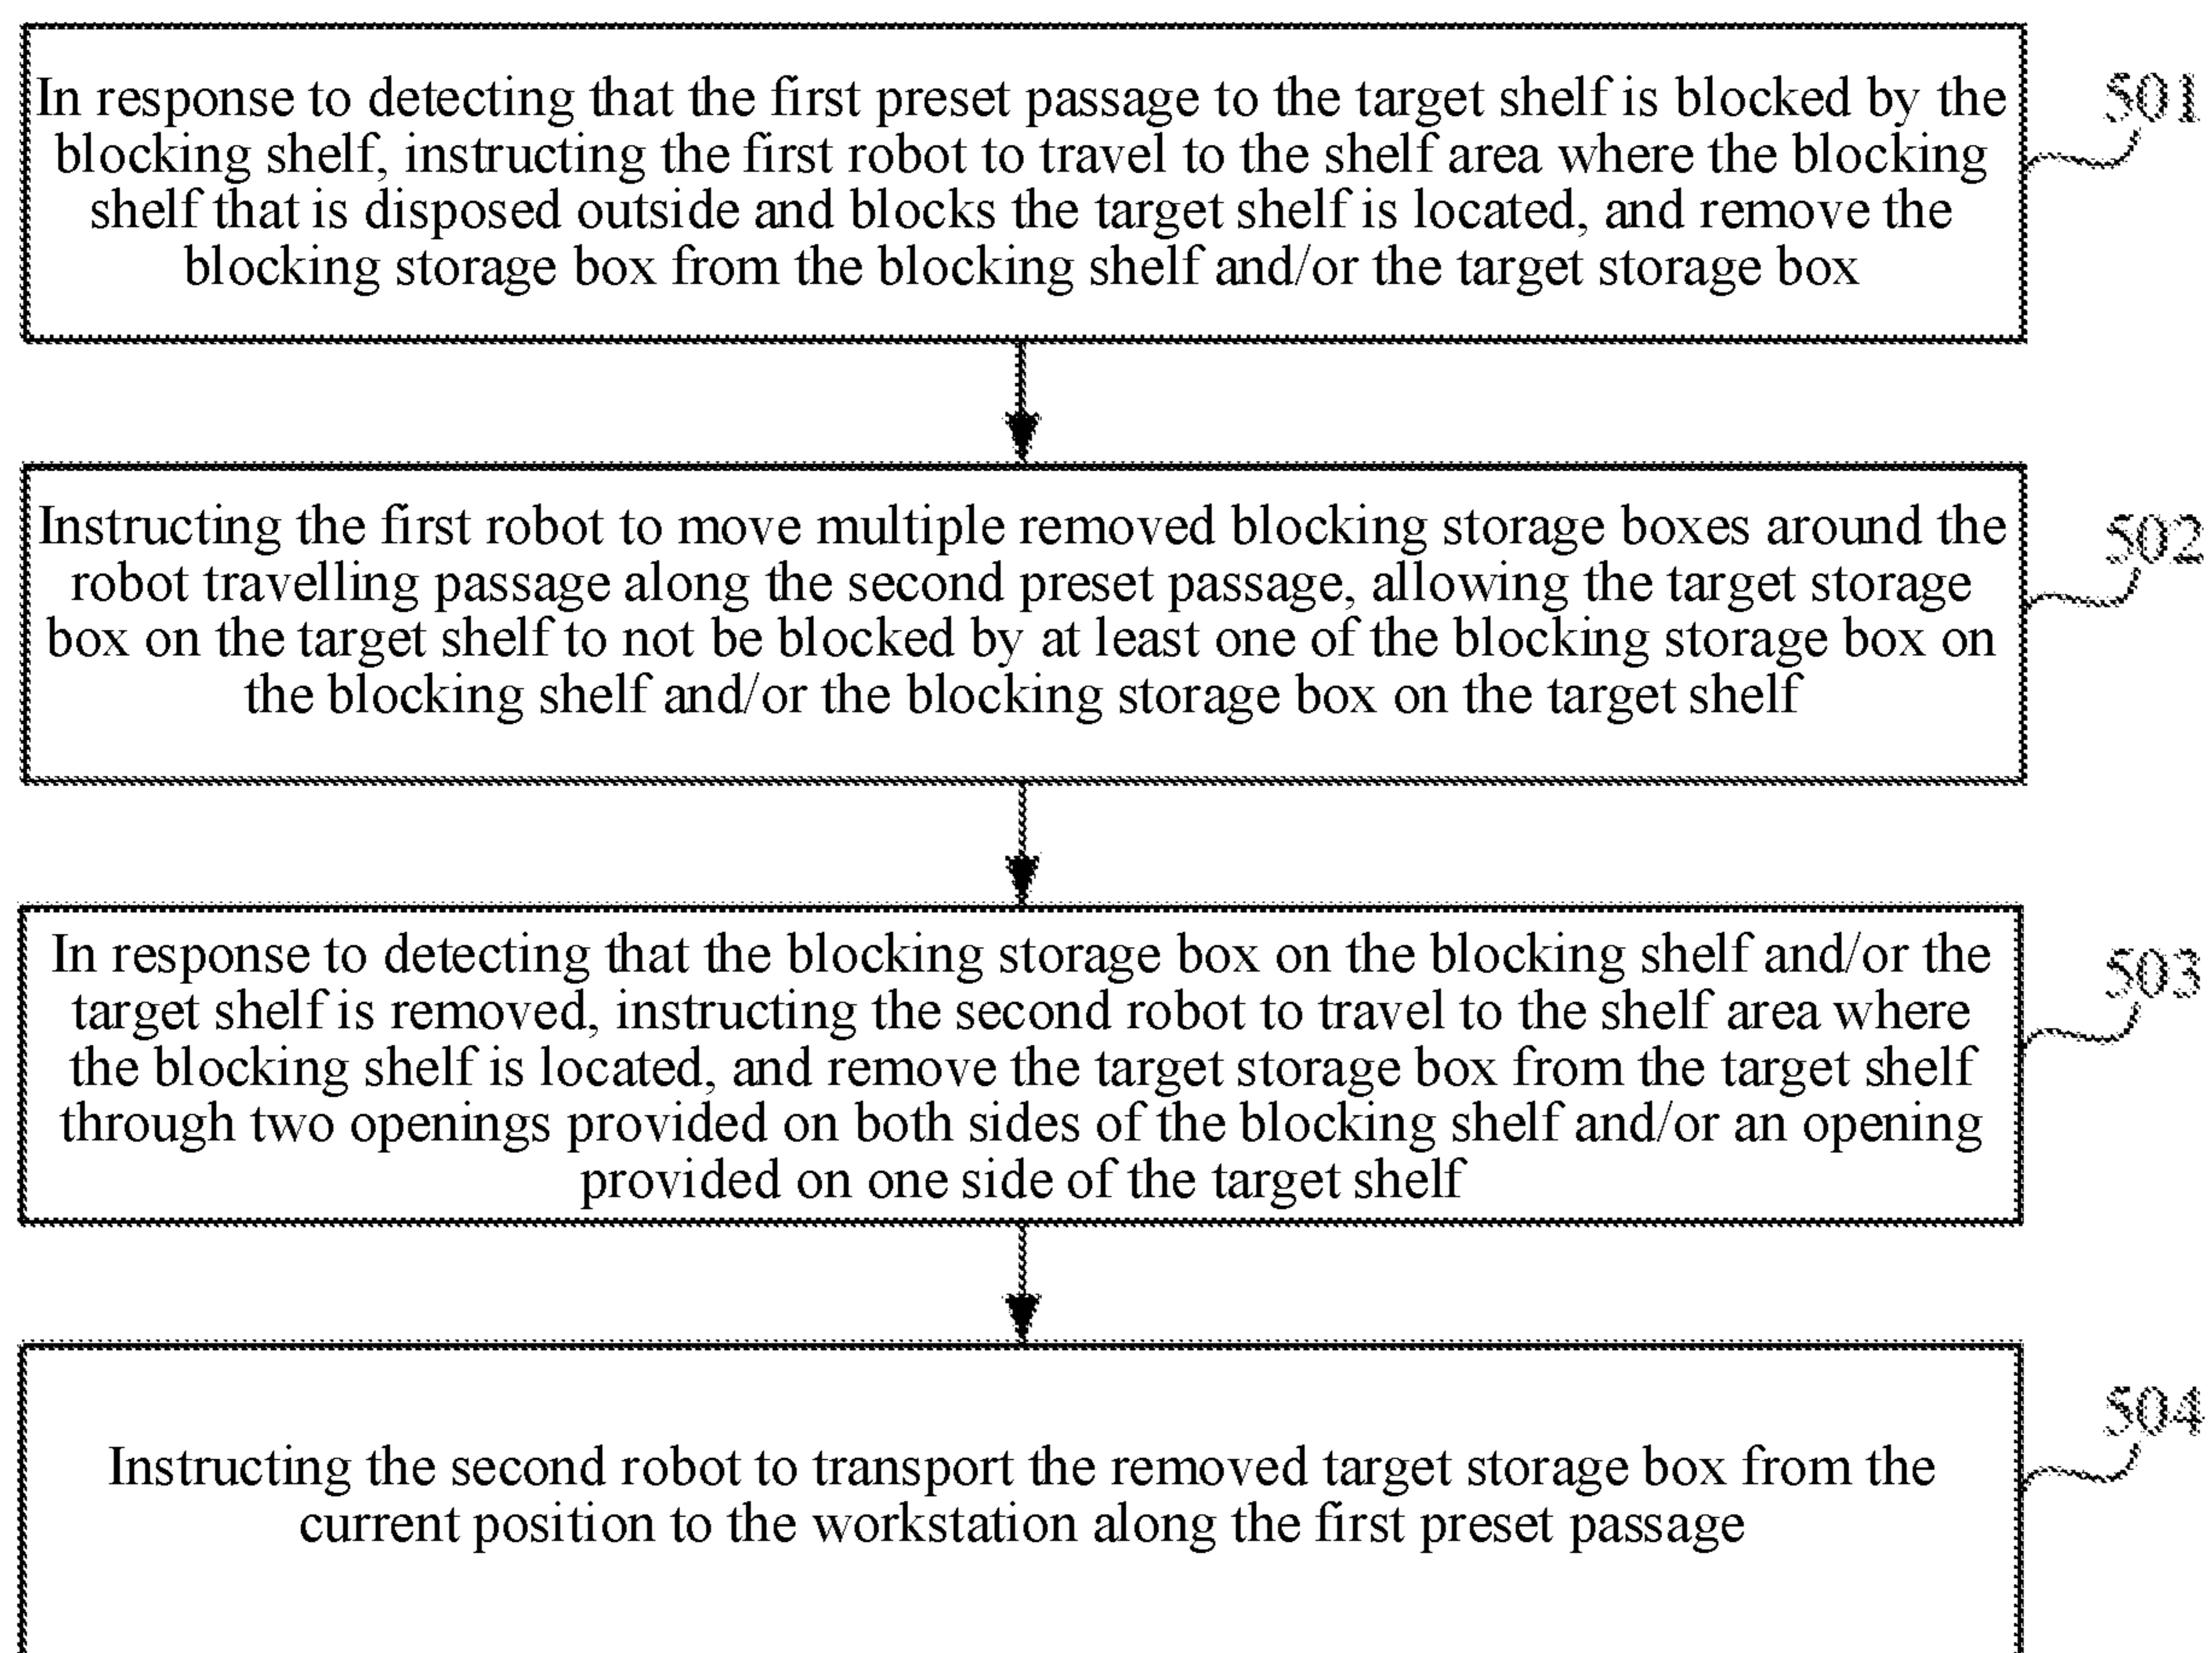 In response to detecting that the first preset passage to the target shelf is blocked by the
blocking shelf, instructing the first robot to travel to the shelf area where the blocking
shelf that is disposed outside and blocks the target shelf is located, and remove the
blocking storage box from the blocking shelf and/or the target storage box
501
Instructing the first robot to move multiple removed blocking storage boxes around the
robot travelling passage along the second preset passage, allowing the target storage
box on the target shelf to not be blocked by at least one of the blocking storage box on
the blocking shelf and/or the blocking storage box on the target shelf
502
In response to detecting that the blocking storage box on the blocking shelf and/or the
target shelf is removed, instructing the second robot to travel to the shelf area where
the blocking shelf is located, and remove the target storage box from the target shelf
through two openings provided on both sides of the blocking shelf and/or an opening
provided on one side of the target shelf
503
Instructing the second robot to transport the removed target storage box from the
current position to the workstation along the first preset passage
504